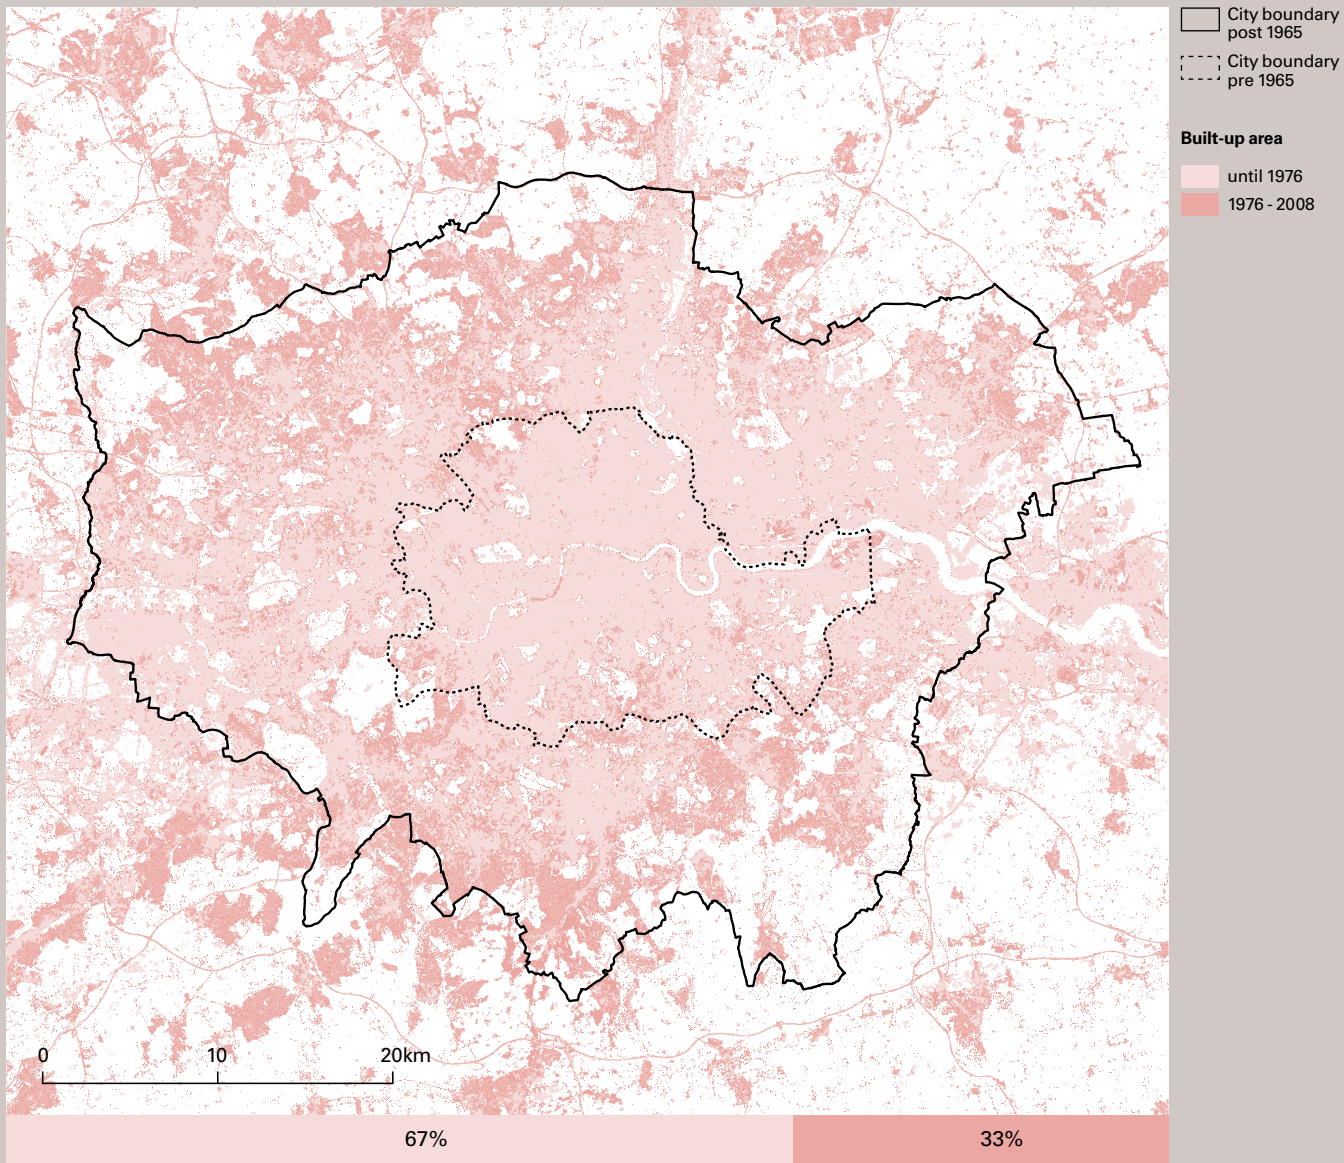 City boundary
post 1965
City boundary
pre 1965
Built-up area
until 1976
1976 - 2008
0 10 20km
67% 33%